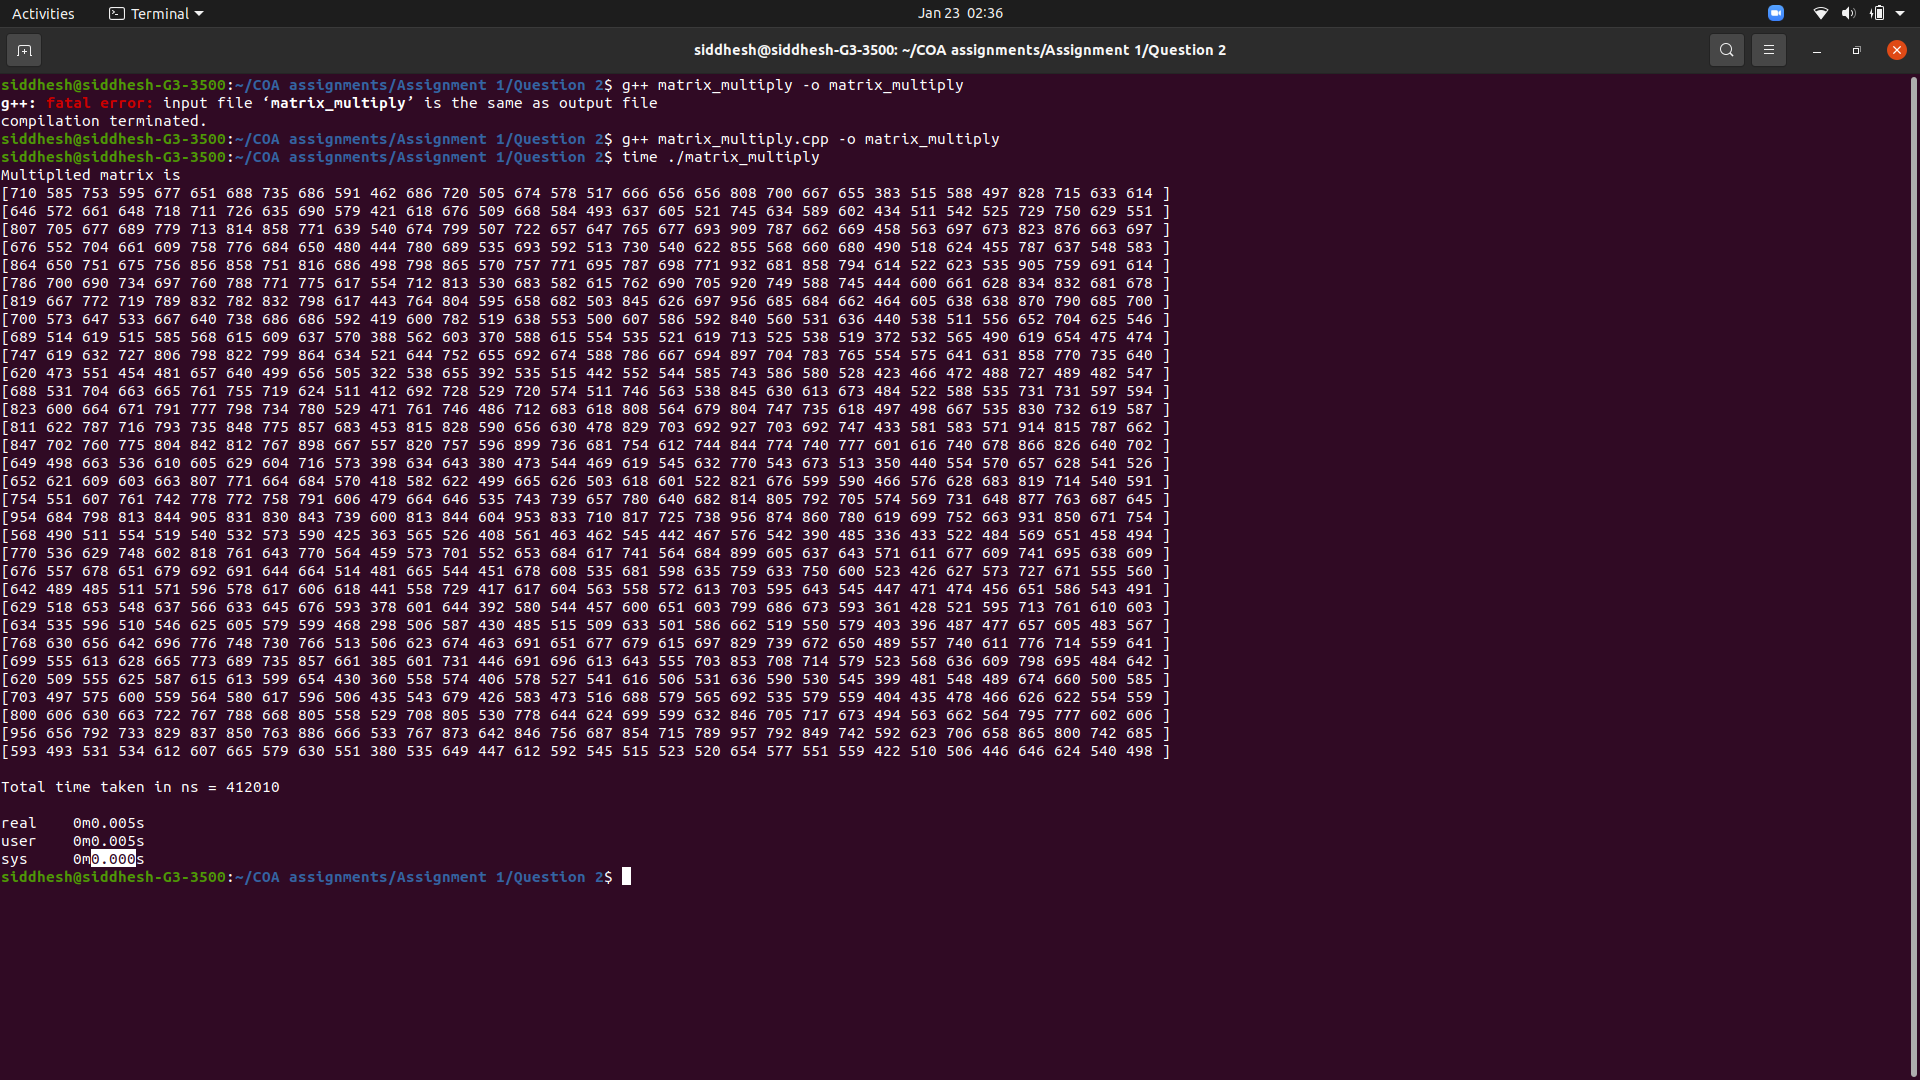 Activities Terminal Jan 23 02:36
siddhesh@siddhesh-G3-3500: ~/COA assignments/Assignment 1/Question 2
siddhesh@siddhesh-G3-3500:~/COA assignments/Assignment 1/Question 2$ g++ matrix_multiply -o matrix_multiply
g++: fatal error: input file ‘matrix_multiply’ is the same as output file
compilation terminated.
siddhesh@siddhesh-G3-3500:~/COA assignments/Assignment 1/Question 2$ g++ matrix_multiply.cpp -o matrix_multiply
siddhesh@siddhesh-G3-3500:~/COA assignments/Assignment 1/Question 2$ time ./matrix_multiply
Multiplied matrix is
[710 585 753 595 677 651 688 735 686 591 462 686 720 505 674 578 517 666 656 656 808 700 667 655 383 515 588 497 828 715 633 614 ]
[646 572 661 648 718 711 726 635 690 579 421 618 676 509 668 584 493 637 605 521 745 634 589 602 434 511 542 525 729 750 629 551 ]
[807 705 677 689 779 713 814 858 771 639 540 674 799 507 722 657 647 765 677 693 909 787 662 669 458 563 697 673 823 876 663 697 ]
[676 552 704 661 609 758 776 684 650 480 444 780 689 535 693 592 513 730 540 622 855 568 660 680 490 518 624 455 787 637 548 583 ]
[864 650 751 675 756 856 858 751 816 686 498 798 865 570 757 771 695 787 698 771 932 681 858 794 614 522 623 535 905 759 691 614 ]
[786 700 690 734 697 760 788 771 775 617 554 712 813 530 683 582 615 762 690 705 920 749 588 745 444 600 661 628 834 832 681 678 ]
[819 667 772 719 789 832 782 832 798 617 443 764 804 595 658 682 503 845 626 697 956 685 684 662 464 605 638 638 870 790 685 700 ]
[700 573 647 533 667 640 738 686 686 592 419 600 782 519 638 553 500 607 586 592 840 560 531 636 440 538 511 556 652 704 625 546 ]
[689 514 619 515 585 568 615 609 637 570 388 562 603 370 588 615 554 535 521 619 713 525 538 519 372 532 565 490 619 654 475 474 ]
[747 619 632 727 806 798 822 799 864 634 521 644 752 655 692 674 588 786 667 694 897 704 783 765 554 575 641 631 858 770 735 640 ]
[620 473 551 454 481 657 640 499 656 505 322 538 655 392 535 515 442 552 544 585 743 586 580 528 423 466 472 488 727 489 482 547 ]
[688 531 704 663 665 761 755 719 624 511 412 692 728 529 720 574 511 746 563 538 845 630 613 673 484 522 588 535 731 731 597 594 ]
[823 600 664 671 791 777 798 734 780 529 471 761 746 486 712 683 618 808 564 679 804 747 735 618 497 498 667 535 830 732 619 587 ]
[811 622 787 716 793 735 848 775 857 683 453 815 828 590 656 630 478 829 703 692 927 703 692 747 433 581 583 571 914 815 787 662 ]
[847 702 760 775 804 842 812 767 898 667 557 820 757 596 899 736 681 754 612 744 844 774 740 777 601 616 740 678 866 826 640 702 ]
[649 498 663 536 610 605 629 604 716 573 398 634 643 380 473 544 469 619 545 632 770 543 673 513 350 440 554 570 657 628 541 526 ]
[652 621 609 603 663 807 771 664 684 570 418 582 622 499 665 626 503 618 601 522 821 676 599 590 466 576 628 683 819 714 540 591 ]
[754 551 607 761 742 778 772 758 791 606 479 664 646 535 743 739 657 780 640 682 814 805 792 705 574 569 731 648 877 763 687 645 ]
[954 684 798 813 844 905 831 830 843 739 600 813 844 604 953 833 710 817 725 738 956 874 860 780 619 699 752 663 931 850 671 754 ]
[568 490 511 554 519 540 532 573 590 425 363 565 526 408 561 463 462 545 442 467 576 542 390 485 336 433 522 484 569 651 458 494 ]
[770 536 629 748 602 818 761 643 770 564 459 573 701 552 653 684 617 741 564 684 899 605 637 643 571 611 677 609 741 695 638 609 ]
[676 557 678 651 679 692 691 644 664 514 481 665 544 451 678 608 535 681 598 635 759 633 750 600 523 426 627 573 727 671 555 560 ]
[642 489 485 511 571 596 578 617 606 618 441 558 729 417 617 604 563 558 572 613 703 595 643 545 447 471 474 456 651 586 543 491 ]
[629 518 653 548 637 566 633 645 676 593 378 601 644 392 580 544 457 600 651 603 799 686 673 593 361 428 521 595 713 761 610 603 ]
[634 535 596 510 546 625 605 579 599 468 298 506 587 430 485 515 509 633 501 586 662 519 550 579 403 396 487 477 657 605 483 567 ]
[768 630 656 642 696 776 748 730 766 513 506 623 674 463 691 651 677 679 615 697 829 739 672 650 489 557 740 611 776 714 559 641 ]
[699 555 613 628 665 773 689 735 857 661 385 601 731 446 691 696 613 643 555 703 853 708 714 579 523 568 636 609 798 695 484 642 ]
[620 509 555 625 587 615 613 599 654 430 360 558 574 406 578 527 541 616 506 531 636 590 530 545 399 481 548 489 674 660 500 585 ]
[703 497 575 600 559 564 580 617 596 506 435 543 679 426 583 473 516 688 579 565 692 535 579 559 404 435 478 466 626 622 554 559 ]
[800 606 630 663 722 767 788 668 805 558 529 708 805 530 778 644 624 699 599 632 846 705 717 673 494 563 662 564 795 777 602 606 ]
[956 656 792 733 829 837 850 763 886 666 533 767 873 642 846 756 687 854 715 789 957 792 849 742 592 623 706 658 865 800 742 685 ]
[593 493 531 534 612 607 665 579 630 551 380 535 649 447 612 592 545 515 523 520 654 577 551 559 422 510 506 446 646 624 540 498 ]
Total time taken in ns = 412010
real 0m0.005s
user 0m0.005s
sys 0m0.000s
siddhesh@siddhesh-G3-3500:~/COA assignments/Assignment 1/Question 2$